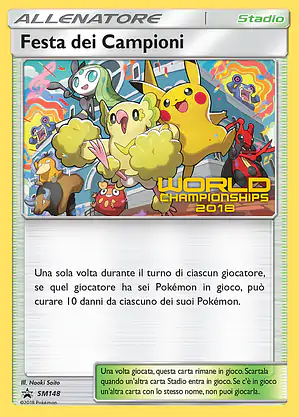 ALLENATORE
Stadio
Festa dei Campioni
WORLD
CHAMPIONSHIPS
2018
Una sola volta durante il turno di ciascun giocatore,
se quel giocatore ha sei Pokémon in gioco, può
curare 10 danni da ciascuno dei suoi Pokémon.
Ill. Naoki Saito
SM148
©2018 Pokémon
Una volta giocata, questa carta rimane in gioco. Scartala
quando un'altra carta Stadio entra in gioco. Se c'è in gioco
un'altra carta con lo stesso nome, non puoi giocarla.